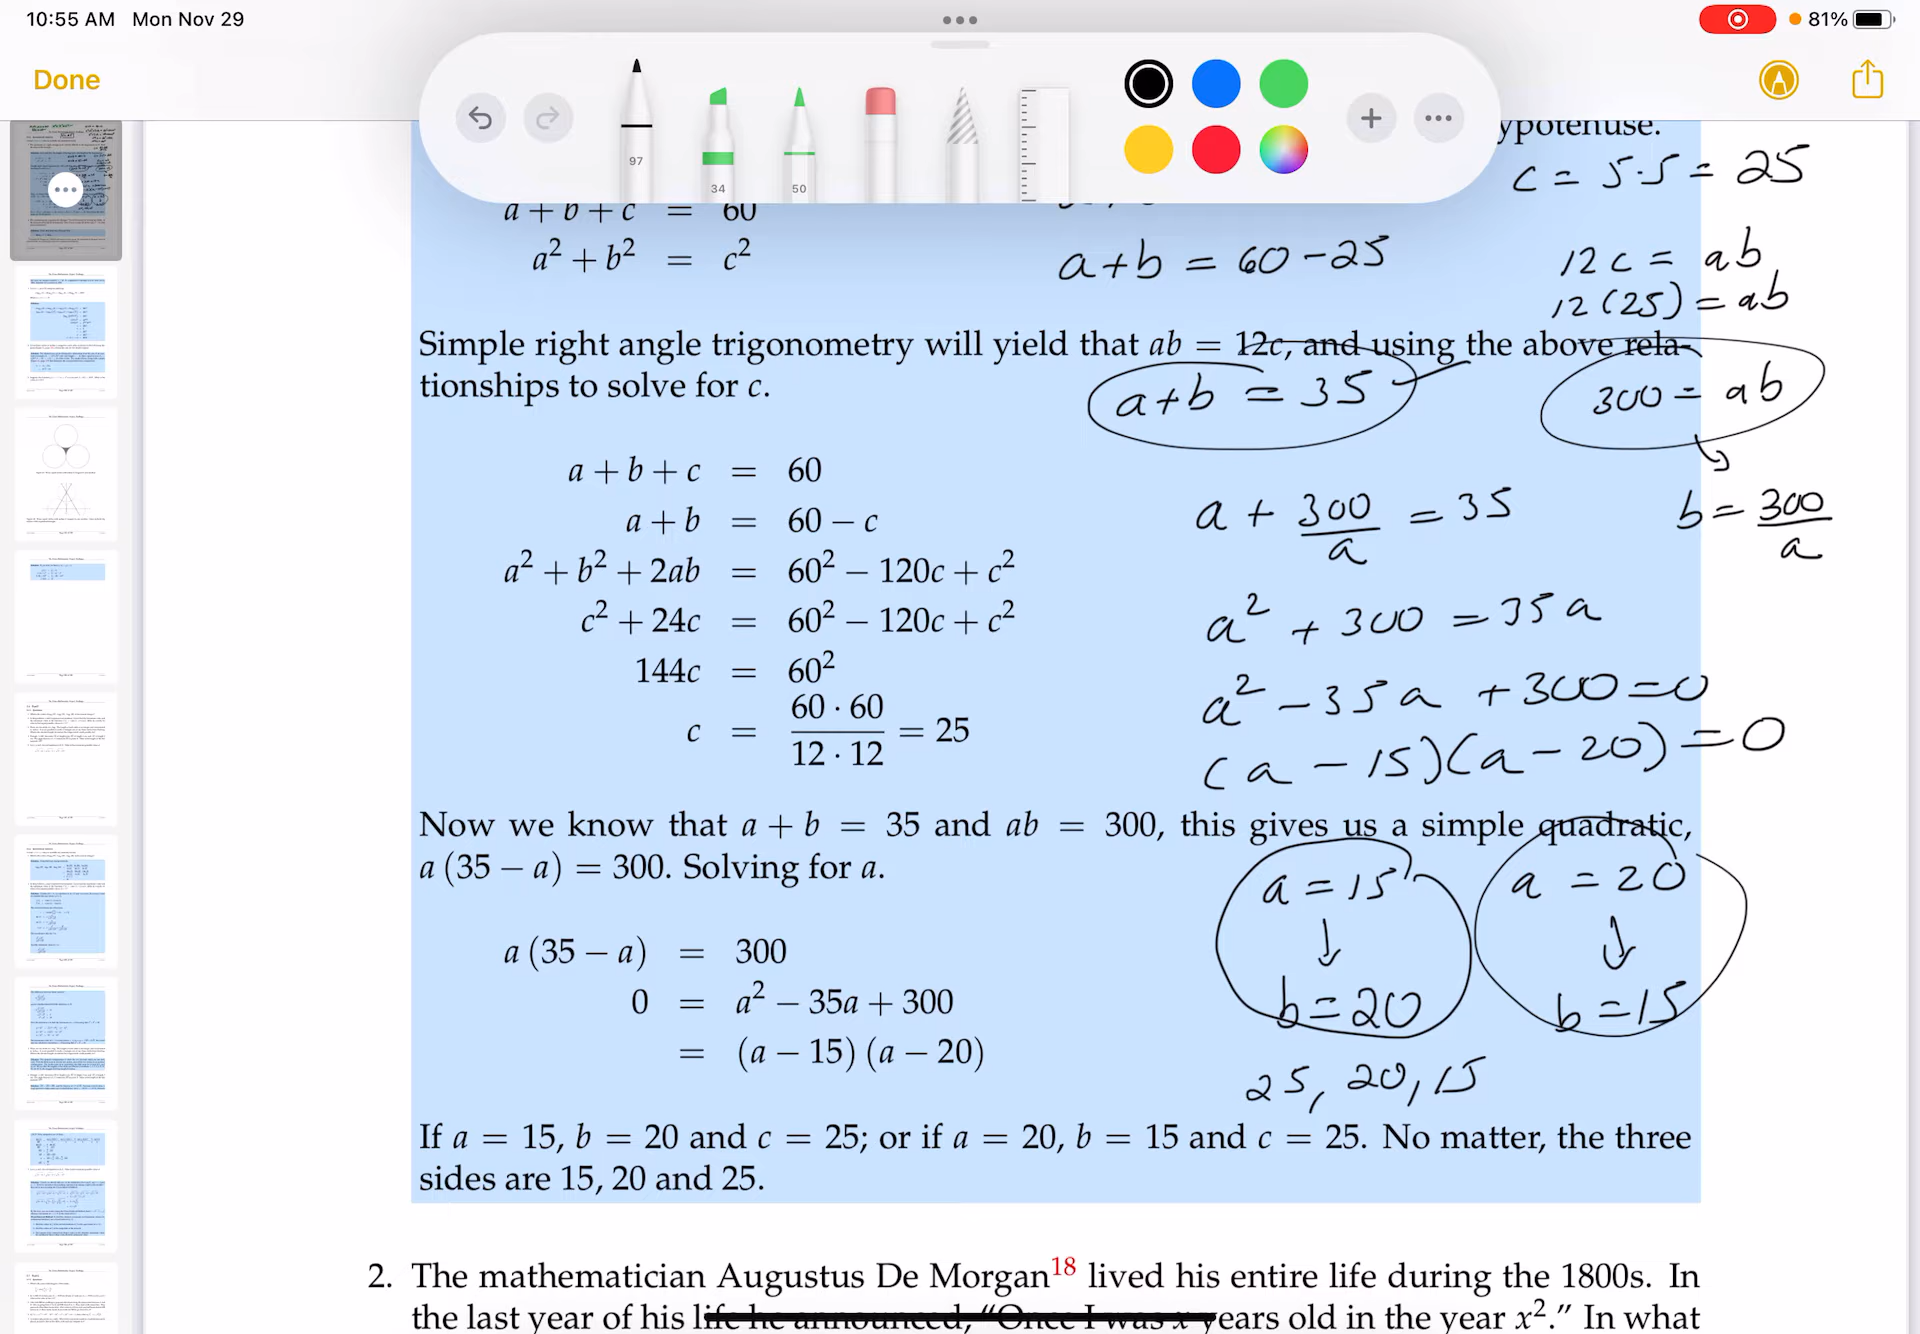 10:55 AM Mon Nov 29
81%
Done
97
34
50
ypotenuse.
c = 5·5 = 25
a + b + c = 60
a² + b² = c²
a+b = 60-25
12c = ab
12(25) = ab
Simple right angle trigonometry will yield that ab = 12c, and using the above rela-
tionships to solve for c.
a+b = 35
300 = ab
a + b + c = 60
a + b = 60 − c
a² + b² + 2ab = 60² − 120c + c²
c² + 24c = 60² − 120c + c²
144c = 60²
c = (60 · 60)/(12 · 12) = 25
a + 300/a = 35
b = 300/a
a² + 300 = 35a
a² - 35a + 300 = 0
(a - 15)(a - 20) = 0
Now we know that a + b = 35 and ab = 300, this gives us a simple quadratic,
a (35 − a) = 300. Solving for a.
a = 15
b = 20
a = 20
b = 15
a (35 − a) = 300
0 = a² − 35a + 300
= (a − 15) (a − 20)
25, 20, 15
If a = 15, b = 20 and c = 25; or if a = 20, b = 15 and c = 25. No matter, the three
sides are 15, 20 and 25.
2. The mathematician Augustus De Morgan¹⁸ lived his entire life during the 1800s. In
the last year of his life he announced, “Once I was x years old in the year x².” In what